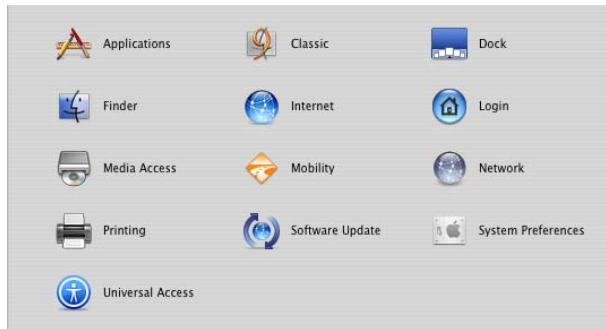 Applications Classic Dock
Finder Internet Login
Media Access Mobility Network
Printing Software Update System Preferences
Universal Access